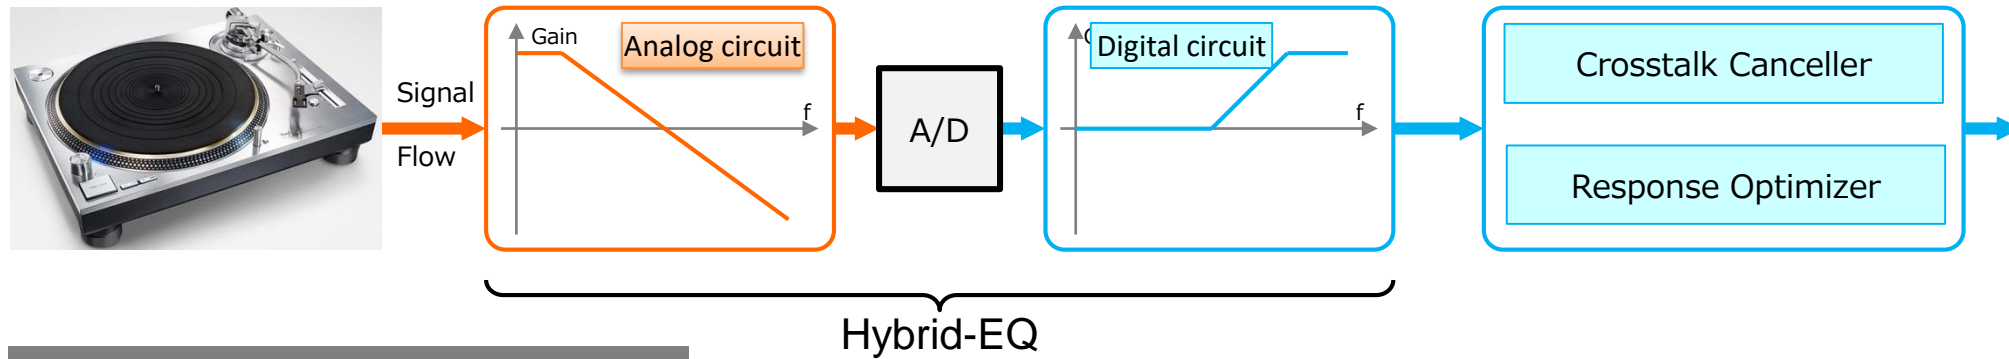 Signal
Flow
Gain
Analog circuit
f
A/D
Digital circuit
f
Crosstalk Canceller
Response Optimizer
Hybrid-EQ